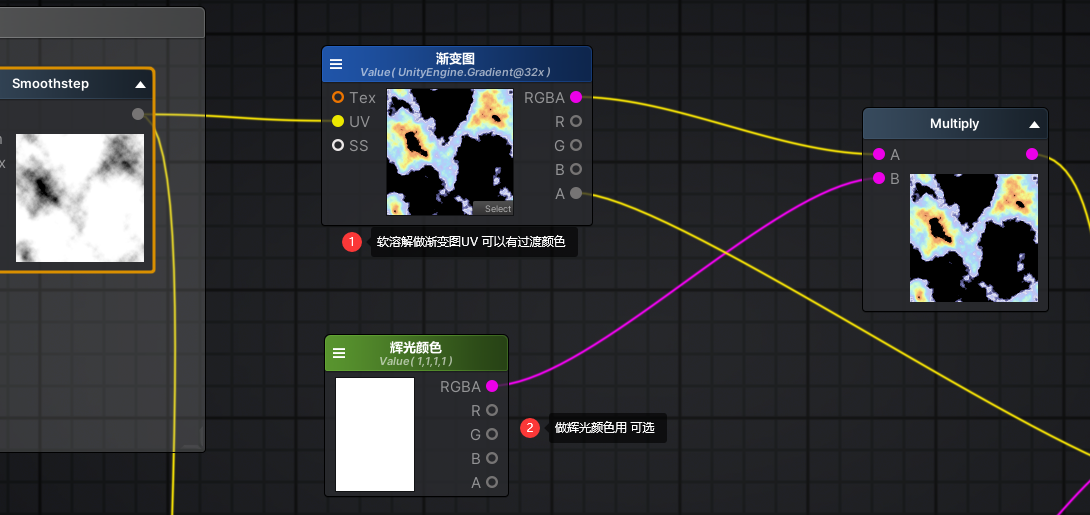 Smoothstep
渐变图
Value( UnityEngine.Gradient@32x )
Tex
RGBA
UV
R
SS
G
B
A
Select
1 软溶解做渐变图UV 可以有过渡颜色
Multiply
A
B
辉光颜色
Value( 1,1,1,1 )
RGBA
R
G
B
A
2 做辉光颜色用 可选